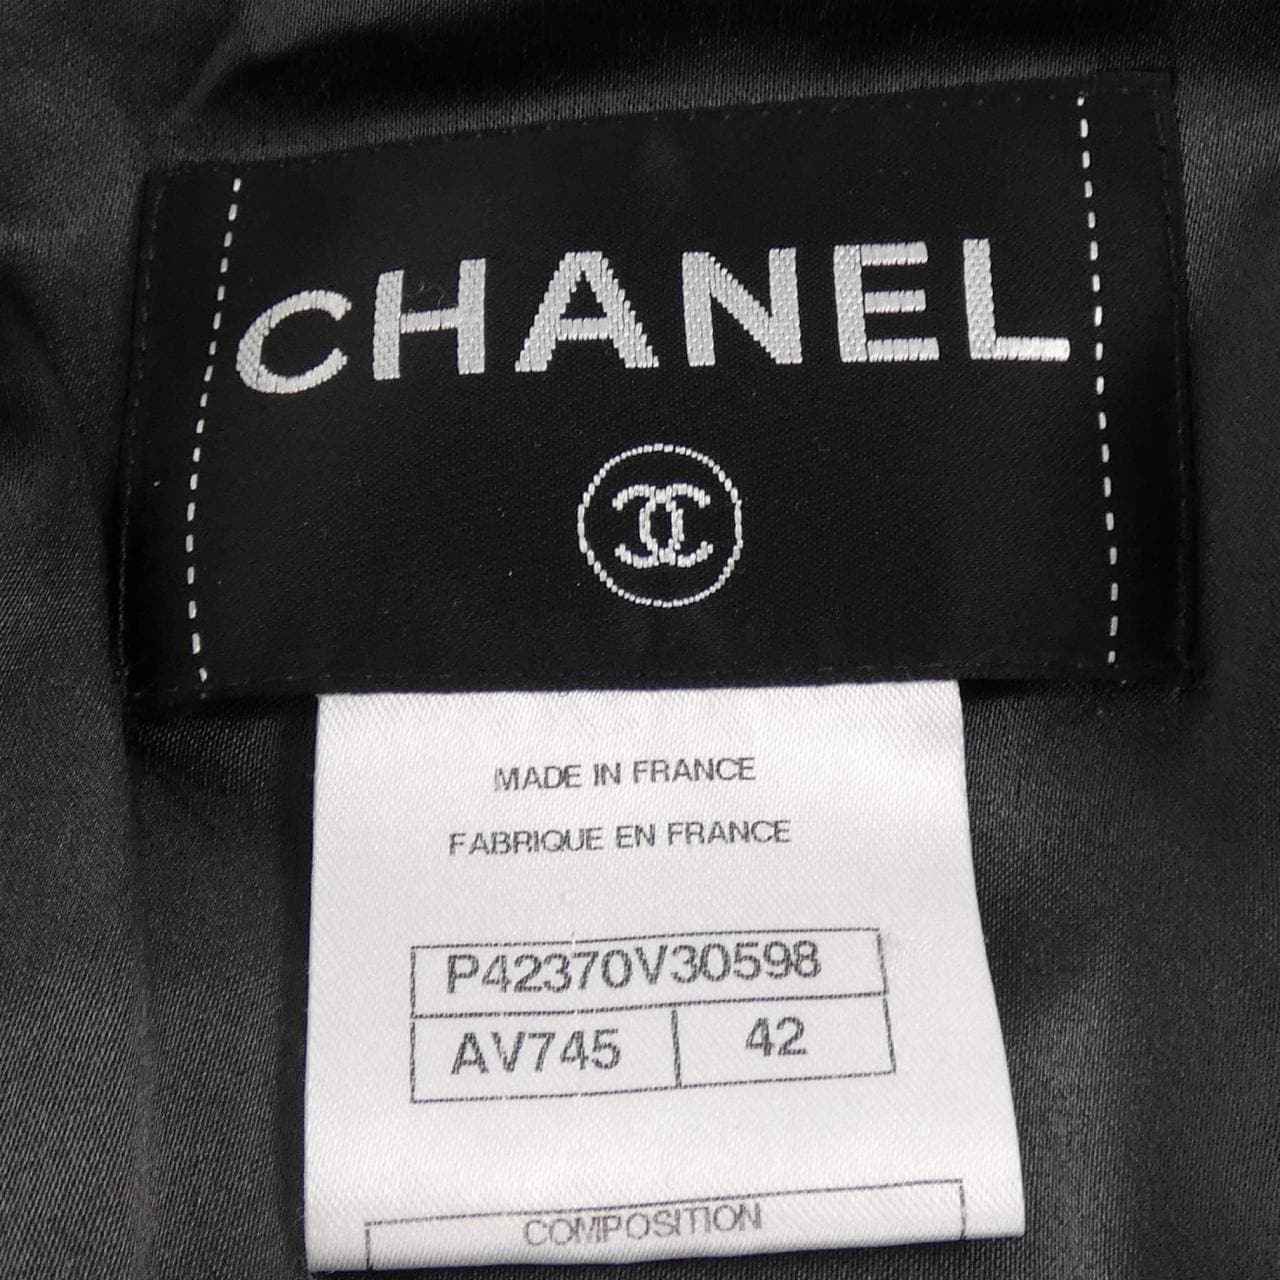 CHANEL
MADE IN FRANCE
FABRIQUE EN FRANCE
P42370V30598
AV745 42
COMPOSITION